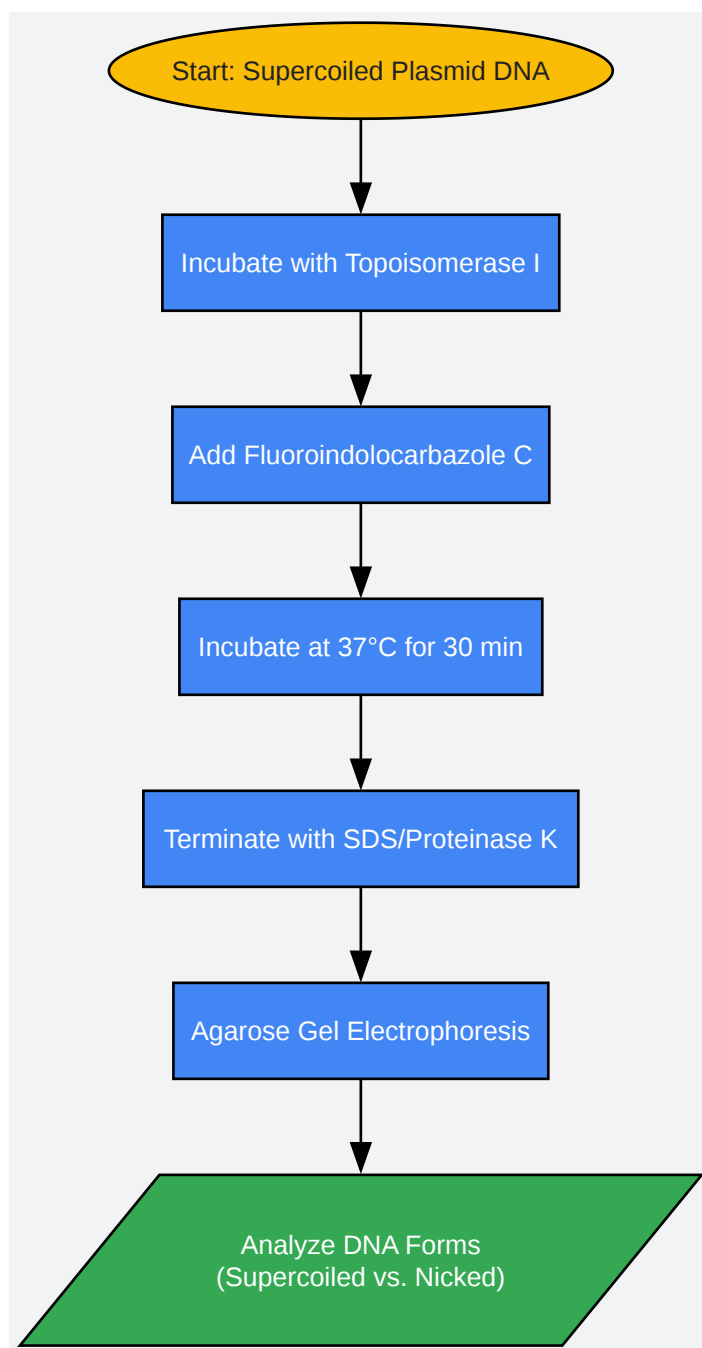 Start: Supercoiled Plasmid DNA
Incubate with Topoisomerase I
Add Fluoroindolocarbazole C
Incubate at 37°C for 30 min
Terminate with SDS/Proteinase K
Agarose Gel Electrophoresis
Analyze DNA Forms
(Supercoiled vs. Nicked)